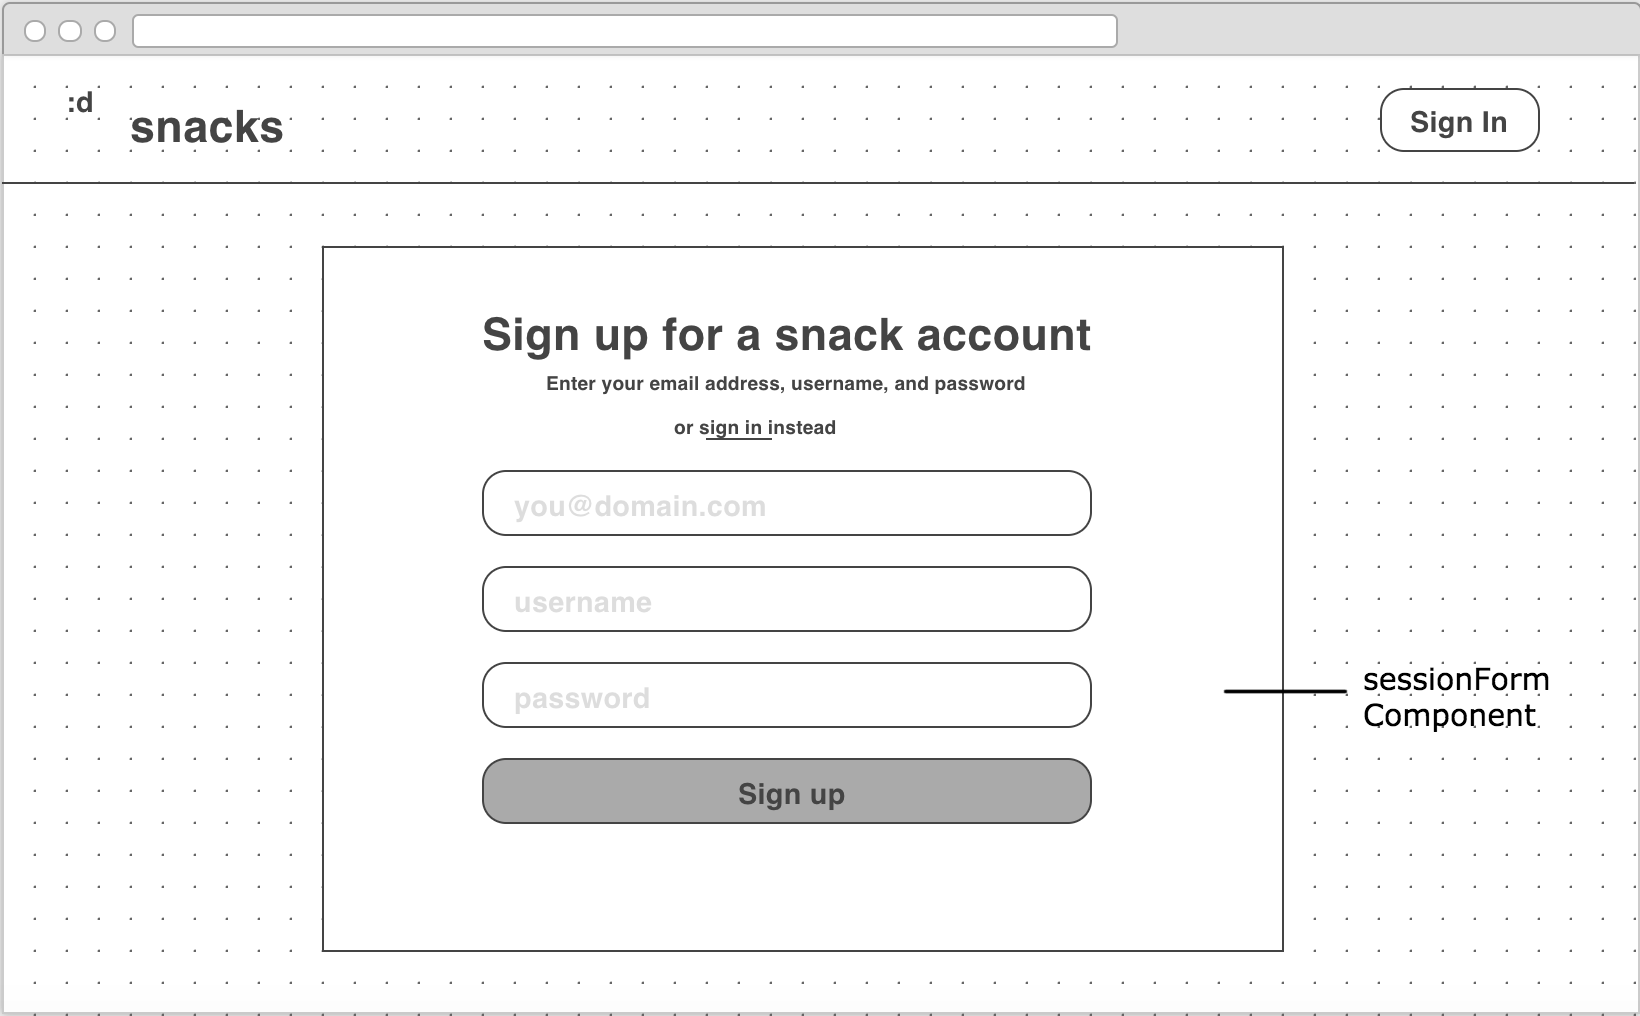 :d
snacks
Sign In
Sign up for a snack account
Enter your email address, username, and password
or sign in instead
you@domain.com
username
password
sessionForm
Component
Sign up